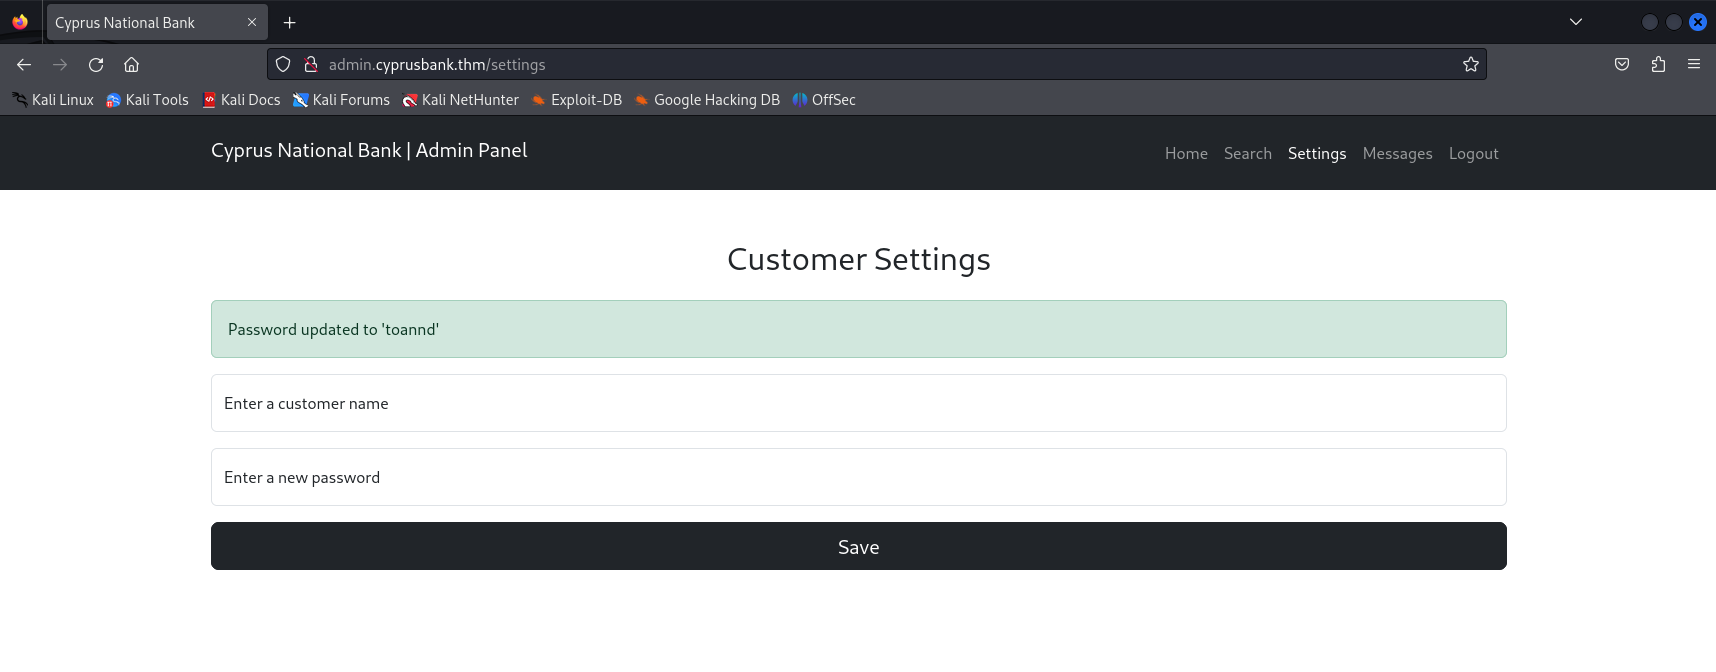 Cyprus National Bank
admin.cyprusbank.thm/settings
Kali Linux Kali Tools Kali Docs Kali Forums Kali NetHunter Exploit-DB Google Hacking DB OffSec
Cyprus National Bank | Admin Panel Home Search Settings Messages Logout
Customer Settings
Password updated to 'toannd'
Enter a customer name
Enter a new password
Save